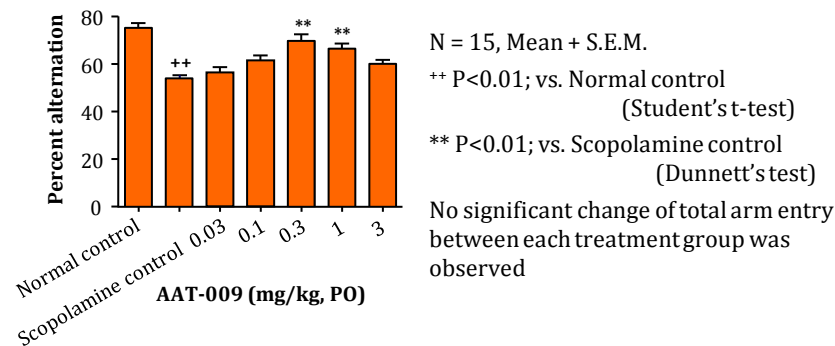 Percent alternation
80
60
40
20
0
++
**
**
Normal control
Scopolamine control
0.03
0.1
0.3
1
3
AAT-009 (mg/kg, PO)
N = 15, Mean + S.E.M.
++ P<0.01; vs. Normal control
(Student's t-test)
** P<0.01; vs. Scopolamine control
(Dunnett's test)
No significant change of total arm entry
between each treatment group was
observed